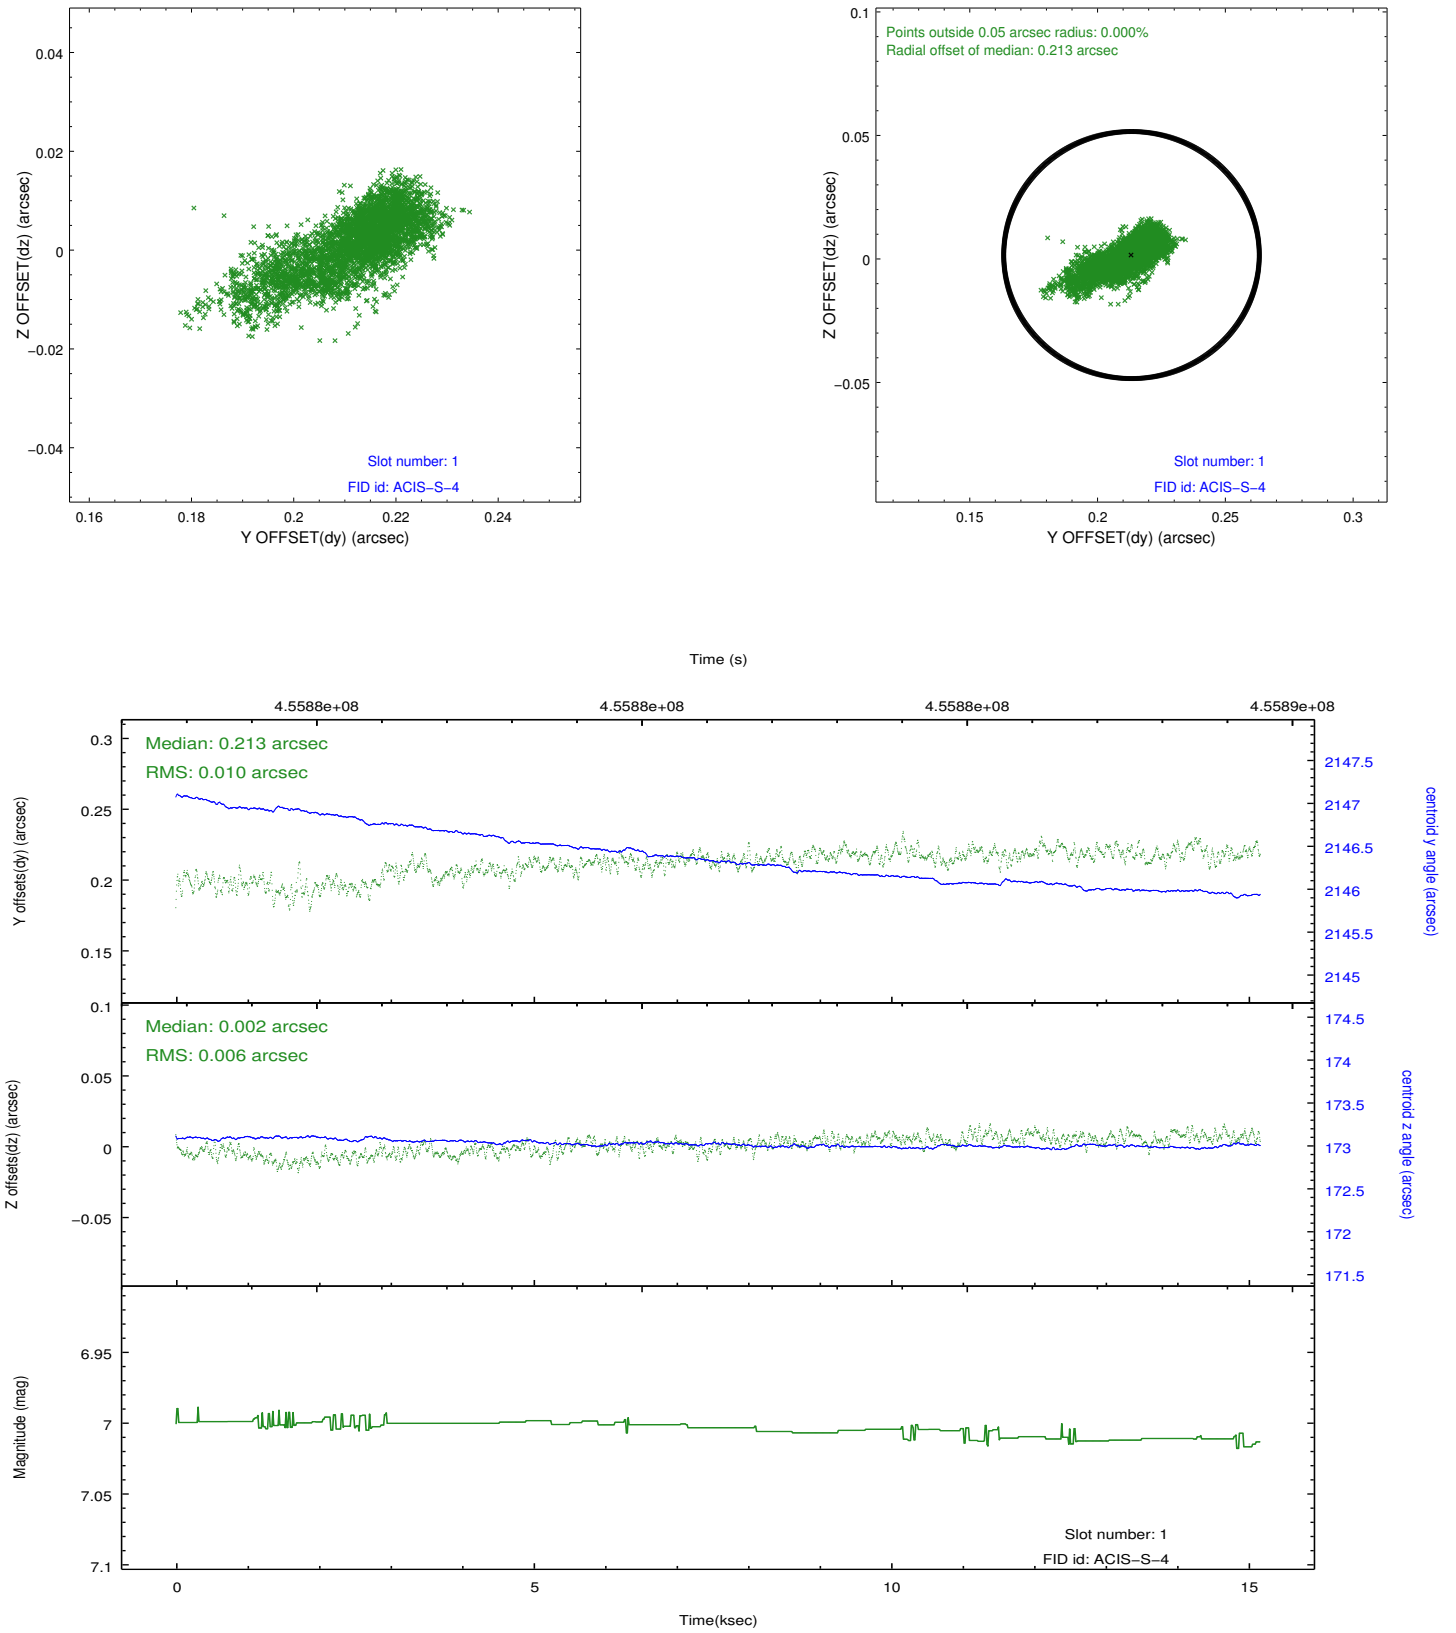 0.04
0.02
0
−0.02
−0.04
Z OFFSET(dz) (arcsec)
Slot number: 1
FID id: ACIS−S−4
0.16 0.18 0.2 0.22 0.24
Y OFFSET(dy) (arcsec)
0.1
0.05
0
−0.05
Z OFFSET(dz) (arcsec)
Points outside 0.05 arcsec radius: 0.000%
Radial offset of median: 0.213 arcsec
Slot number: 1
FID id: ACIS−S−4
0.15 0.2 0.25 0.3
Y OFFSET(dy) (arcsec)
Time (s)
4.5588e+08 4.5588e+08 4.5588e+08 4.5589e+08
Median: 0.213 arcsec
RMS: 0.010 arcsec
0.3
0.25
0.2
0.15
Y offsets(dy) (arcsec)
2147.5
2147
2146.5
2146
2145.5
2145
centroid y angle (arcsec)
Median: 0.002 arcsec
RMS: 0.006 arcsec
0.1
0.05
0
−0.05
Z offsets(dz) (arcsec)
174.5
174
173.5
173
172.5
172
171.5
centroid z angle (arcsec)
6.95
7
7.05
7.1
Magnitude (mag)
Slot number: 1
FID id: ACIS−S−4
0 5 10 15
Time(ksec)